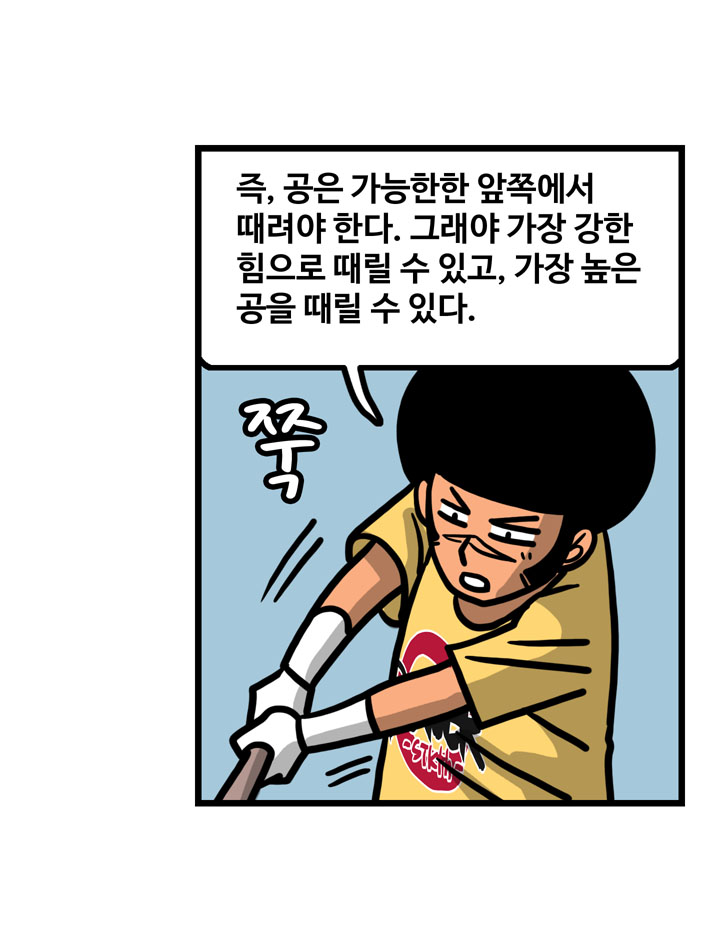 즉, 공은 가능한한 앞쪽에서
때려야 한다. 그래야 가장 강한
힘으로 때릴 수 있고, 가장 높은
공을 때릴 수 있다.
쭉